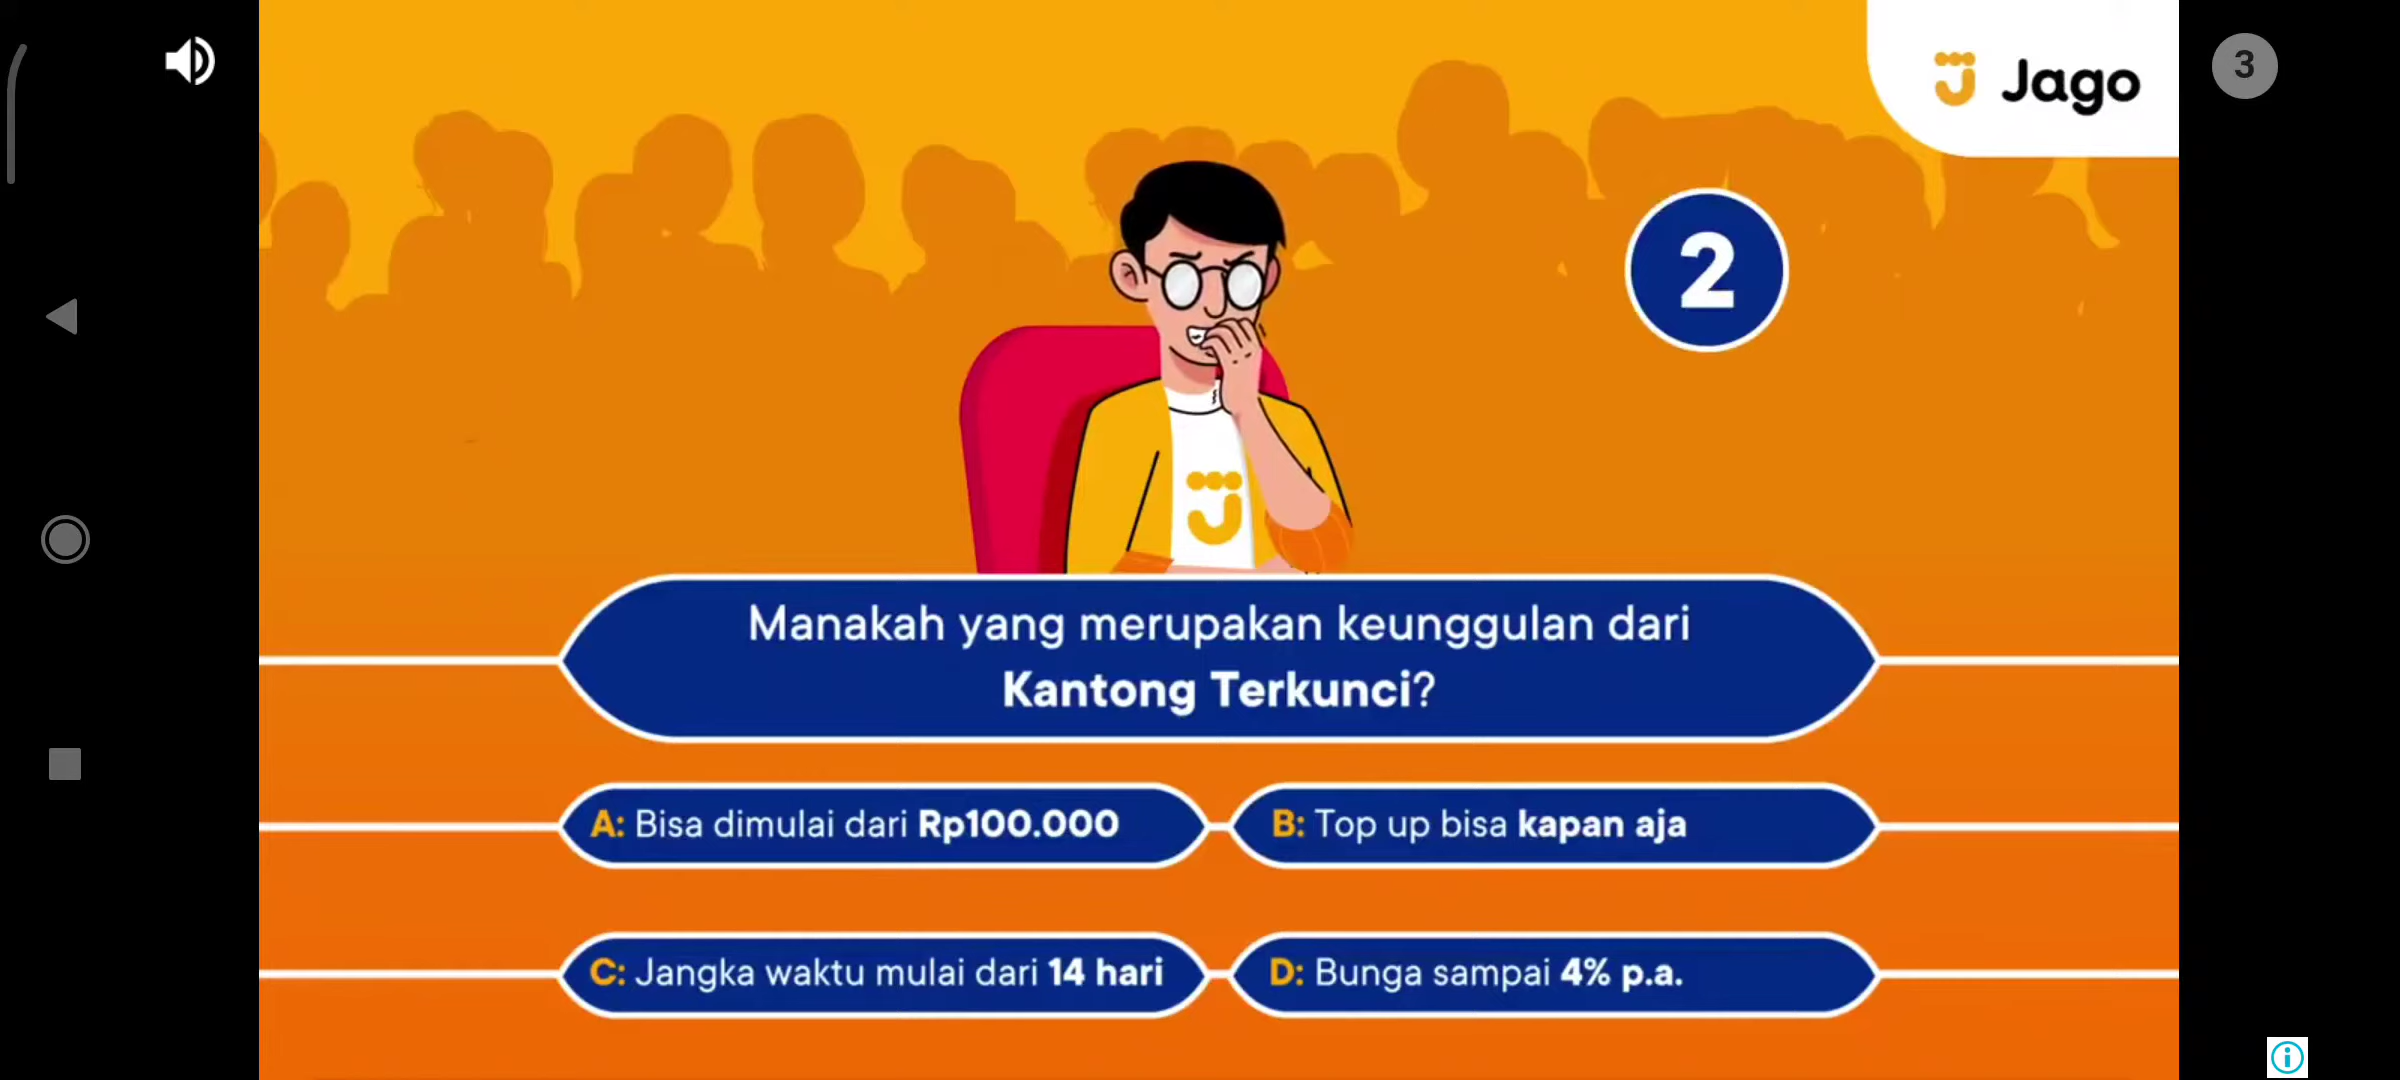 Jago
3
2
Manakah yang merupakan keunggulan dari
Kantong Terkunci?
A: Bisa dimulai dari Rp100.000
B: Top up bisa kapan aja
C: Jangka waktu mulai dari 14 hari
D: Bunga sampai 4% p.a.